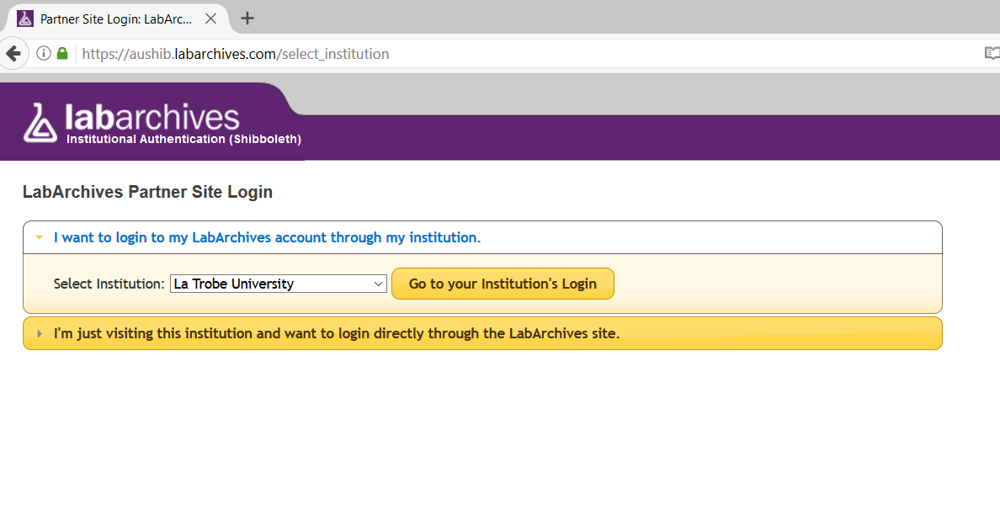 Partner Site Login: LabArc...
https://aushib.labarchives.com/select_institution
labarchives
Institutional Authentication (Shibboleth)
LabArchives Partner Site Login
I want to login to my LabArchives account through my institution.
Select Institution: La Trobe University Go to your Institution's Login
I'm just visiting this institution and want to login directly through the LabArchives site.